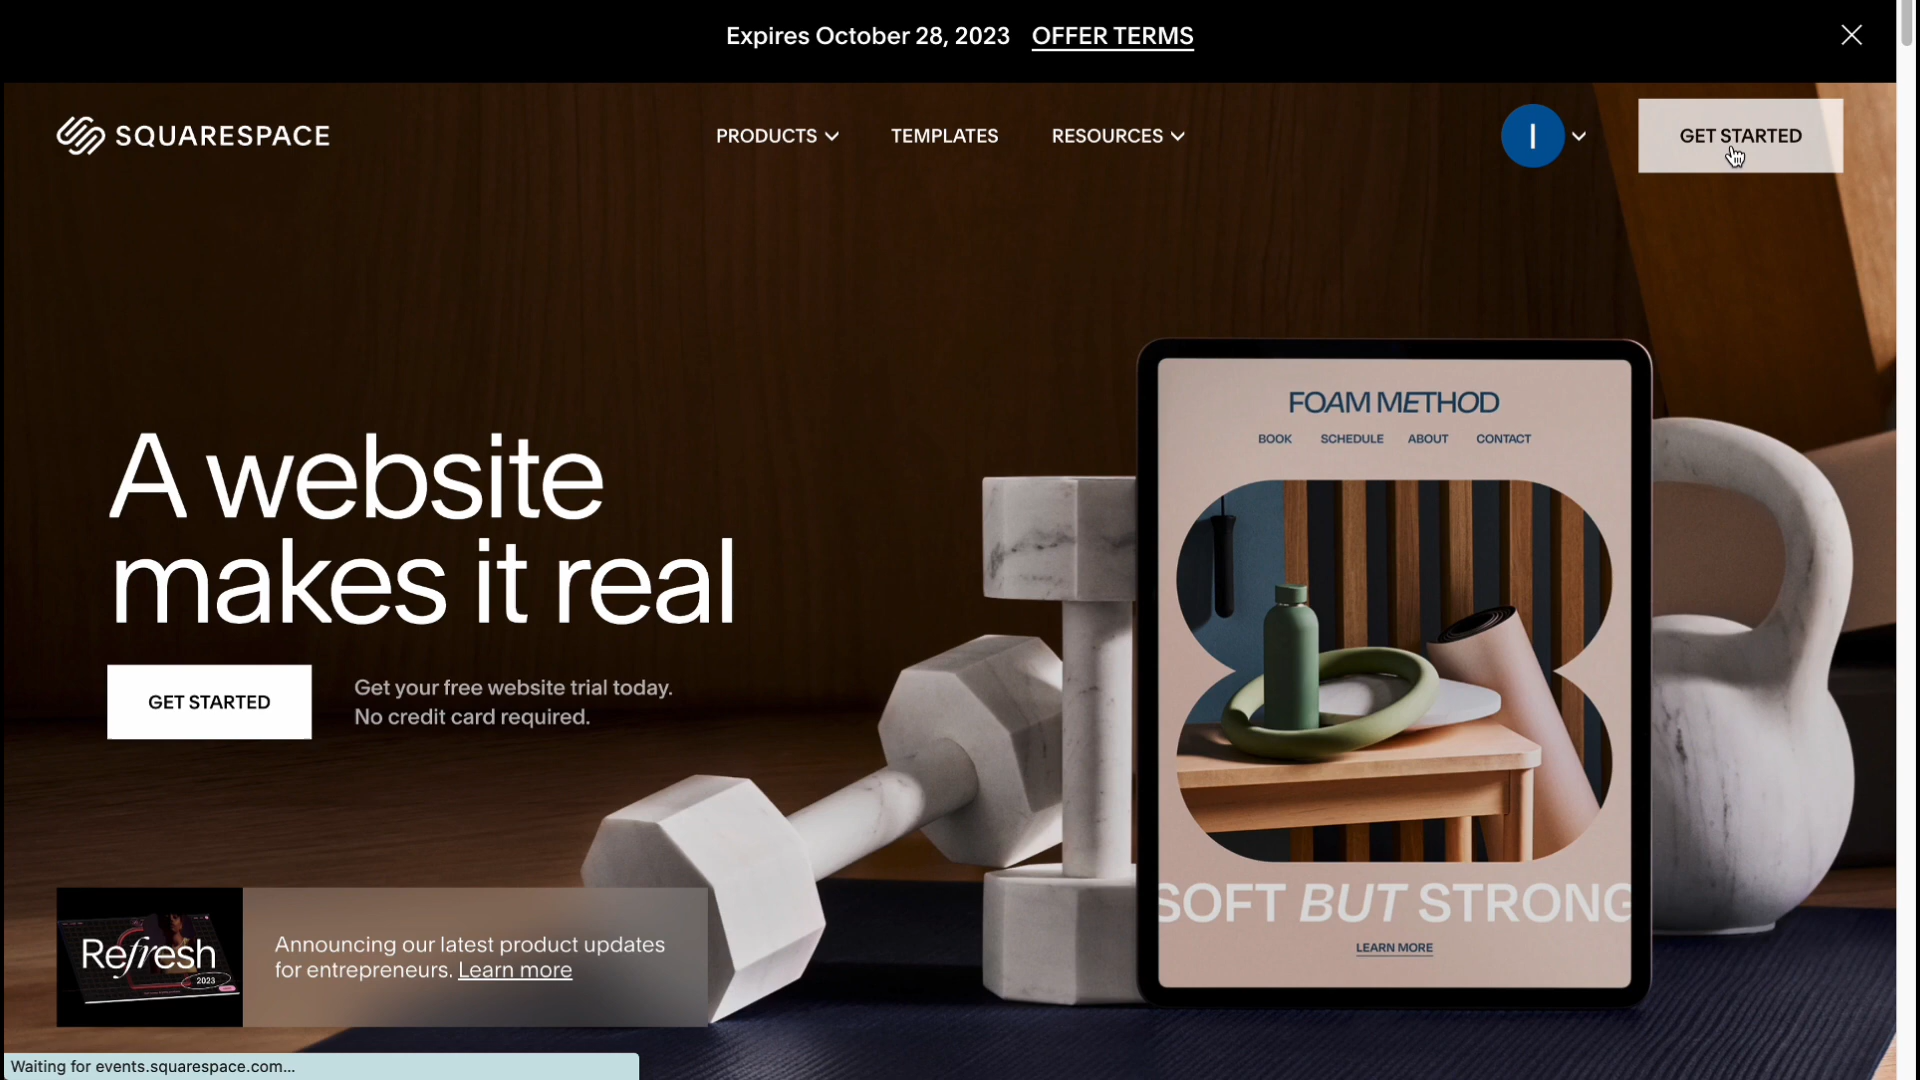 Expires October 28, 2023 OFFER TERMS
SQUARESPACE
PRODUCTS TEMPLATES RESOURCES
I
GET STARTED
FOAM METHOD
BOOK SCHEDULE ABOUT CONTACT
A website
makes it real
GET STARTED
Get your free website trial today.
No credit card required.
SOFT BUT STRONG
LEARN MORE
Refresh
2023
Announcing our latest product updates
for entrepreneurs. Learn more
Waiting for events.squarespace.com...